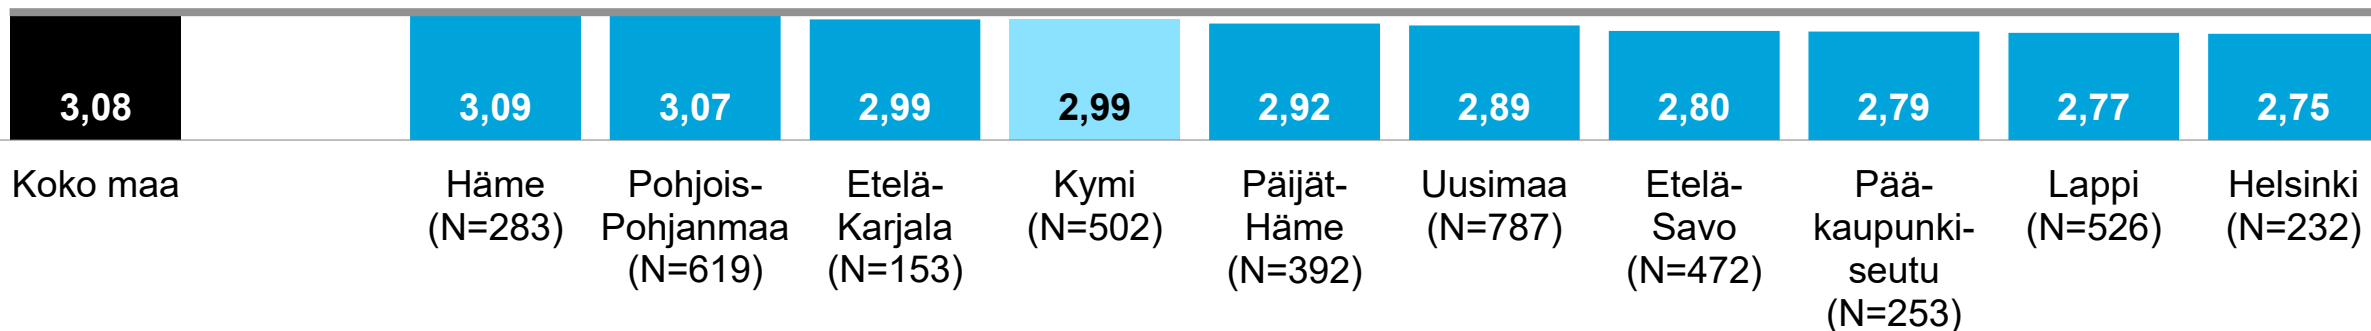 3,08
3,09
3,07
2,99
2,99
2,92
2,89
2,80
2,79
2,77
2,75
Koko maa
Häme
(N=283)
Pohjois-
Pohjanmaa
(N=619)
Etelä-
Karjala
(N=153)
Kymi
(N=502)
Päijät-
Häme
(N=392)
Uusimaa
(N=787)
Etelä-
Savo
(N=472)
Pää-
kaupunki-
seutu
(N=253)
Lappi
(N=526)
Helsinki
(N=232)